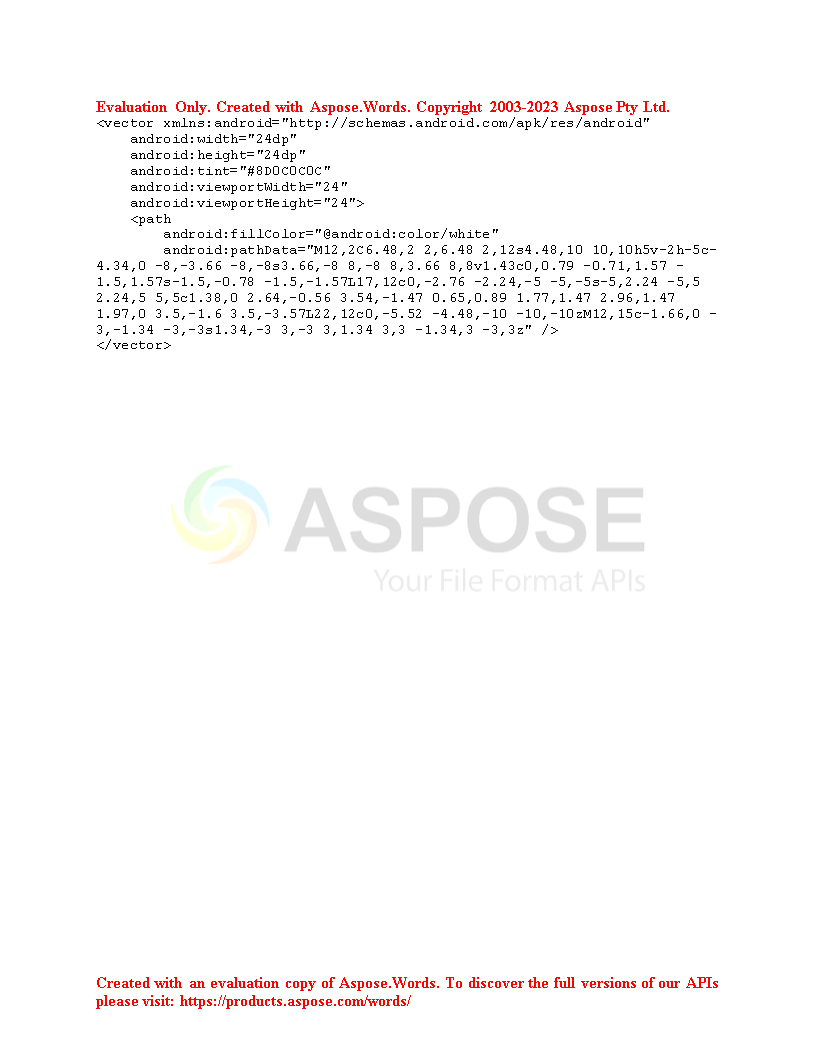 Evaluation Only. Created with Aspose.Words. Copyright 2003-2023 Aspose Pty Ltd.
<vector xmlns:android="http://schemas.android.com/apk/res/android"
    android:width="24dp"
    android:height="24dp"
    android:tint="#8D0C0C0C"
    android:viewportWidth="24"
    android:viewportHeight="24">
    <path
        android:fillColor="@android:color/white"
        android:pathData="M12,2C6.48,2 2,6.48 2,12s4.48,10 10,10h5v-2h-5c-
4.34,0 -8,-3.66 -8,-8s3.66,-8 8,-8 8,3.66 8,8v1.43c0,0.79 -0.71,1.57 -
1.5,1.57s-1.5,-0.78 -1.5,-1.57L17,12c0,-2.76 -2.24,-5 -5,-5s-5,2.24 -5,5
2.24,5 5,5c1.38,0 2.64,-0.56 3.54,-1.47 0.65,0.89 1.77,1.47 2.96,1.47
1.97,0 3.5,-1.6 3.5,-3.57L22,12c0,-5.52 -4.48,-10 -10,-10zM12,15c-1.66,0 -
3,-1.34 -3,-3s1.34,-3 3,-3 3,1.34 3,3 -1.34,3 -3,3z" />
</vector>
ASPOSE
Your File Format APIs
Created with an evaluation copy of Aspose.Words. To discover the full versions of our APIs
please visit: https://products.aspose.com/words/